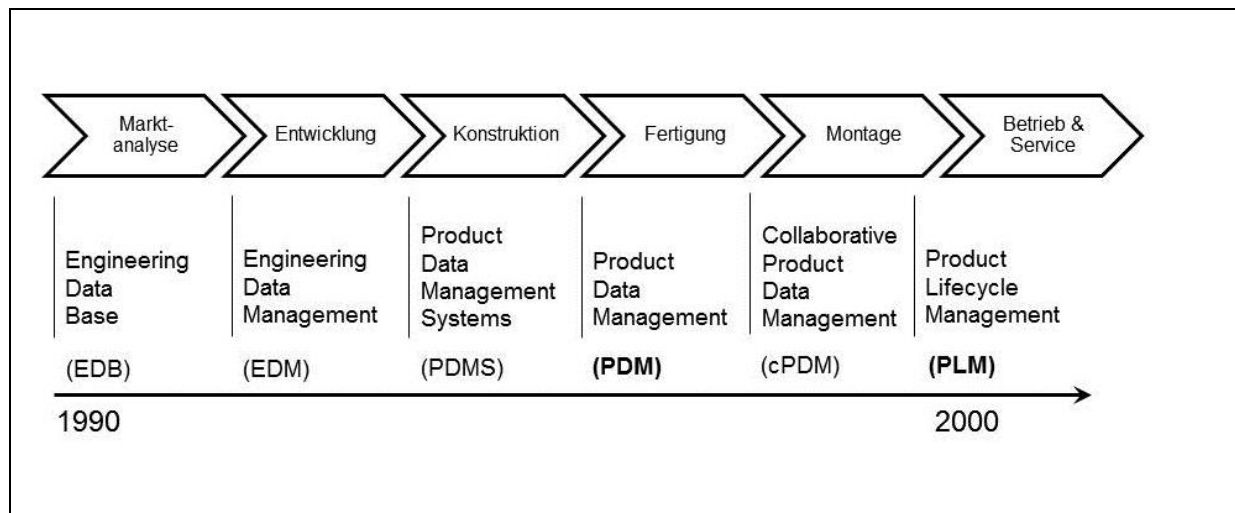 Markt-
analyse
Entwicklung
Konstruktion
Fertigung
Montage
Betrieb &
Service
Engineering
Data
Base
(EDB)
Engineering
Data
Management
(EDM)
Product
Data
Management
Systems
(PDMS)
Product
Data
Management
(PDM)
Collaborative
Product
Data
Management
(cPDM)
Product
Lifecycle
Management
(PLM)
1990
2000